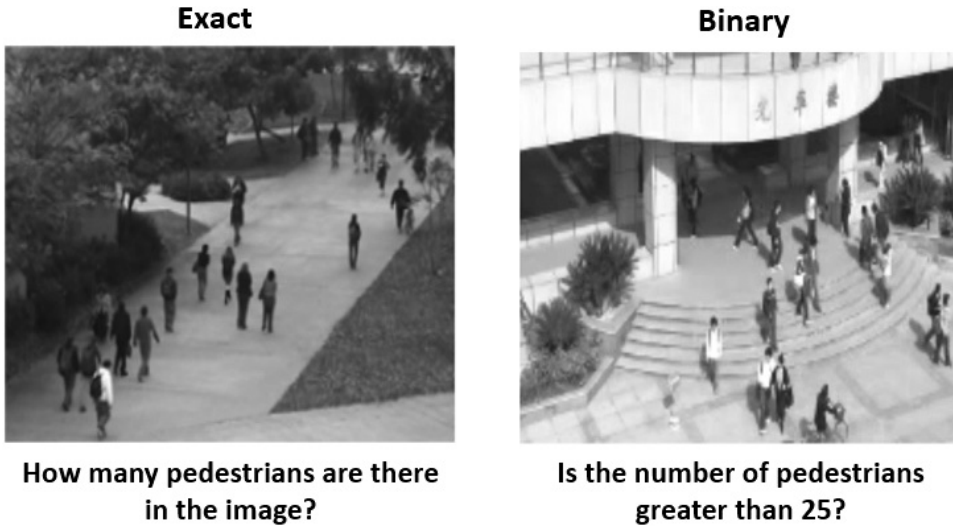 Exact
Binary
How many pedestrians are there
in the image?
Is the number of pedestrians
greater than 25?